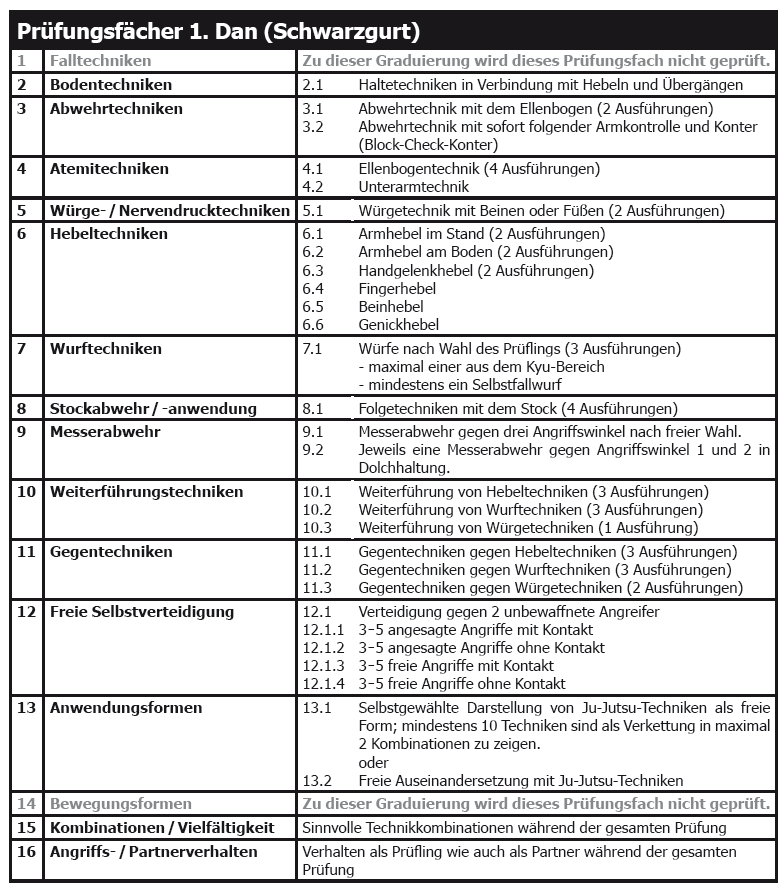 Prüfungsfächer 1. Dan (Schwarzgurt)
1 Falltechniken Zu dieser Graduierung wird dieses Prüfungsfach nicht geprüft.
2 Bodentechniken 2.1 Haltetechniken in Verbindung mit Hebeln und Übergängen
3 Abwehrtechniken 3.1 Abwehrtechnik mit dem Ellenbogen (2 Ausführungen)
3.2 Abwehrtechnik mit sofort folgender Armkontrolle und Konter
(Block-Check-Konter)
4 Atemitechniken 4.1 Ellenbogentechnik (4 Ausführungen)
4.2 Unterarmtechnik
5 Würge- / Nervendrucktechniken 5.1 Würgetechnik mit Beinen oder Füßen (2 Ausführungen)
6 Hebeltechniken 6.1 Armhebel im Stand (2 Ausführungen)
6.2 Armhebel am Boden (2 Ausführungen)
6.3 Handgelenkhebel (2 Ausführungen)
6.4 Fingerhebel
6.5 Beinhebel
6.6 Genickhebel
7 Wurftechniken 7.1 Würfe nach Wahl des Prüflings (3 Ausführungen)
- maximal einer aus dem Kyu-Bereich
- mindestens ein Selbstfallwurf
8 Stockabwehr / -anwendung 8.1 Folgetechniken mit dem Stock (4 Ausführungen)
9 Messerabwehr 9.1 Messerabwehr gegen drei Angriffswinkel nach freier Wahl.
9.2 Jeweils eine Messerabwehr gegen Angriffswinkel 1 und 2 in
Dolchhaltung.
10 Weiterführungstechniken 10.1 Weiterführung von Hebeltechniken (3 Ausführungen)
10.2 Weiterführung von Wurftechniken (3 Ausführungen)
10.3 Weiterführung von Würgetechniken (1 Ausführung)
11 Gegentechniken 11.1 Gegentechniken gegen Hebeltechniken (3 Ausführungen)
11.2 Gegentechniken gegen Wurftechniken (3 Ausführungen)
11.3 Gegentechniken gegen Würgetechniken (2 Ausführungen)
12 Freie Selbstverteidigung 12.1 Verteidigung gegen 2 unbewaffnete Angreifer
12.1.1 3-5 angesagte Angriffe mit Kontakt
12.1.2 3-5 angesagte Angriffe ohne Kontakt
12.1.3 3-5 freie Angriffe mit Kontakt
12.1.4 3-5 freie Angriffe ohne Kontakt
13 Anwendungsformen 13.1 Selbstgewählte Darstellung von Ju-Jutsu-Techniken als freie
Form; mindestens 10 Techniken sind als Verkettung in maximal
2 Kombinationen zu zeigen.
oder
13.2 Freie Auseinandersetzung mit Ju-Jutsu-Techniken
14 Bewegungsformen Zu dieser Graduierung wird dieses Prüfungsfach nicht geprüft.
15 Kombinationen / Vielfältigkeit Sinnvolle Technikkombinationen während der gesamten Prüfung
16 Angriffs- / Partnerverhalten Verhalten als Prüfling wie auch als Partner während der gesamten
Prüfung